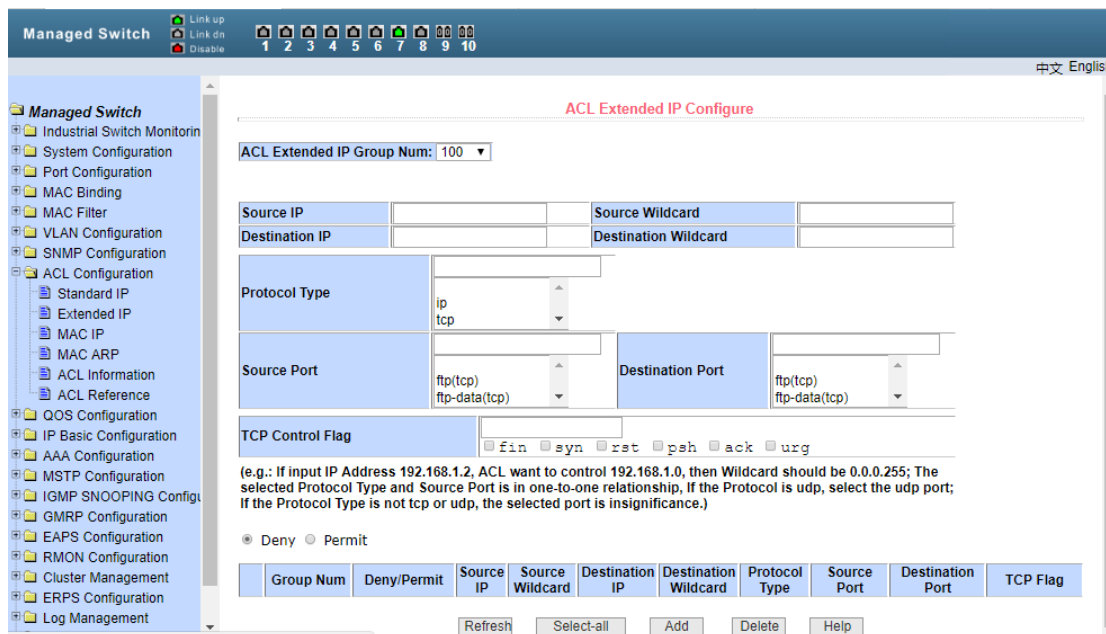 Managed Switch
Link up
Link dn
Disable
1 2 3 4 5 6 7 8 9 10
中文 Englis
Managed Switch
Industrial Switch Monitorin
System Configuration
Port Configuration
MAC Binding
MAC Filter
VLAN Configuration
SNMP Configuration
ACL Configuration
Standard IP
Extended IP
MAC IP
MAC ARP
ACL Information
ACL Reference
QOS Configuration
IP Basic Configuration
AAA Configuration
MSTP Configuration
IGMP SNOOPING Configu
GMRP Configuration
EAPS Configuration
RMON Configuration
Cluster Management
ERPS Configuration
Log Management
ACL Extended IP Configure
ACL Extended IP Group Num: 100
Source IP Source Wildcard
Destination IP Destination Wildcard
Protocol Type
ip
tcp
Source Port
ftp(tcp)
ftp-data(tcp)
Destination Port
ftp(tcp)
ftp-data(tcp)
TCP Control Flag
fin syn rst psh ack urg
(e.g.: If input IP Address 192.168.1.2, ACL want to control 192.168.1.0, then Wildcard should be 0.0.0.255; The
selected Protocol Type and Source Port is in one-to-one relationship, If the Protocol is udp, select the udp port;
If the Protocol Type is not tcp or udp, the selected port is insignificance.)
Deny Permit
Group Num Deny/Permit Source IP Source Wildcard Destination IP Destination Wildcard Protocol Type Source Port Destination Port TCP Flag
Refresh Select-all Add Delete Help